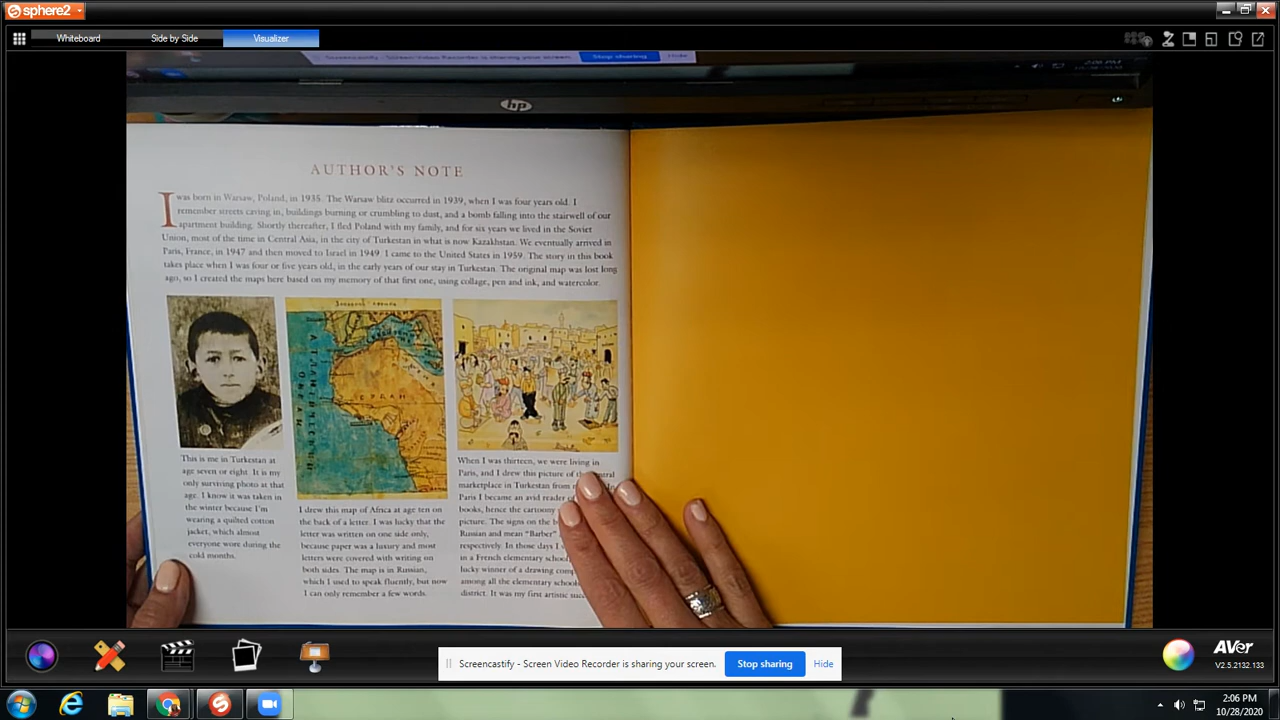 sphere2
Whiteboard
Side by Side
Visualizer
Screencastify - Screen Video Recorder is sharing your screen.
Stop sharing
Hide
2:06 PM
hp
AUTHOR'S NOTE
I was born in Warsaw, Poland, in 1935. The Warsaw blitz occurred in 1939, when I was four years old. I
remember streets caving in, buildings burning or crumbling to dust, and a bomb falling into the stairwell of our
apartment building. Shortly thereafter, I fled Poland with my family, and for six years we lived in the Soviet
Union, most of the time in Central Asia, in the city of Turkestan in what is now Kazakhstan. We eventually arrived in
Paris, France, in 1947 and then moved to Israel in 1949. I came to the United States in 1959. The story in this book
takes place when I was four or five years old, in the early years of our stay in Turkestan. The original map was lost long
ago, so I created the maps here based on my memory of that first one, using collage, pen and ink, and watercolor.
СУДАН
This is me in Turkestan at
age seven or eight. It is my
only surviving photo at that
age. I know it was taken in
the winter because I'm
wearing a quilted cotton
jacket, which almost
everyone wore during the
cold months.
I drew this map of Africa at age ten on
the back of a letter. I was lucky that the
letter was written on one side only,
because paper was a luxury and most
letters were covered with writing on
both sides. The map is in Russian,
which I used to speak fluently, but now
I can only remember a few words.
When I was thirteen, we were living in
Paris, and I drew this picture of the
marketplace in Turkestan from
Paris I became an avid reader of
books, hence the cartoony
picture. The signs on the
Russian and mean "Barber"
respectively. In those days I
in a French elementary school
lucky winner of a drawing
among all the elementary schools
district. It was my first artistic
Screencastify - Screen Video Recorder is sharing your screen.
Stop sharing
Hide
AVer
V2.5.2132.133
2:06 PM
10/28/2020